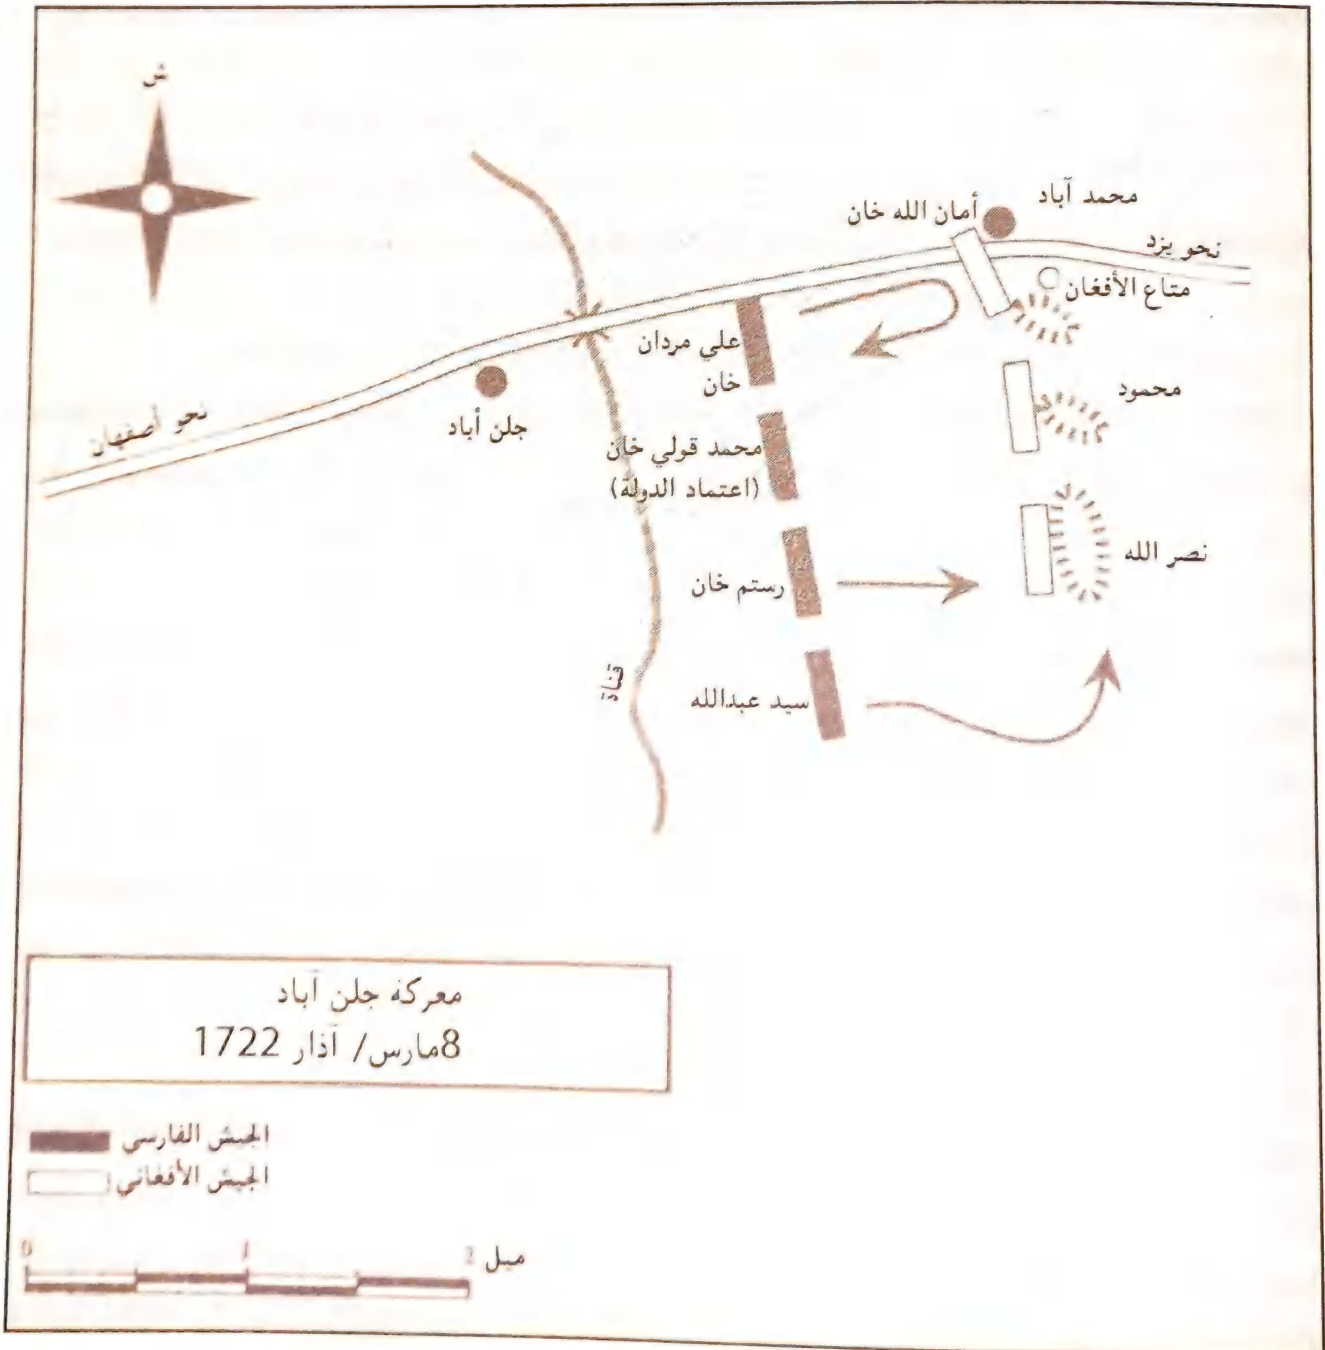 ش
محمد آباد
أمان الله خان
نحو يزد
متاع الأفغان
علي مردان
خان
محمود
نحو أصفهان
جلن أباد
محمد قولي خان
(اعتماد الدولة)
نصر الله
رستم خان
قناة
سيد عبدالله
معركة جلن آباد
8مارس/ آذار 1722
الجيش الفارسي
الجيش الأفغاني
0 1 2 ميل